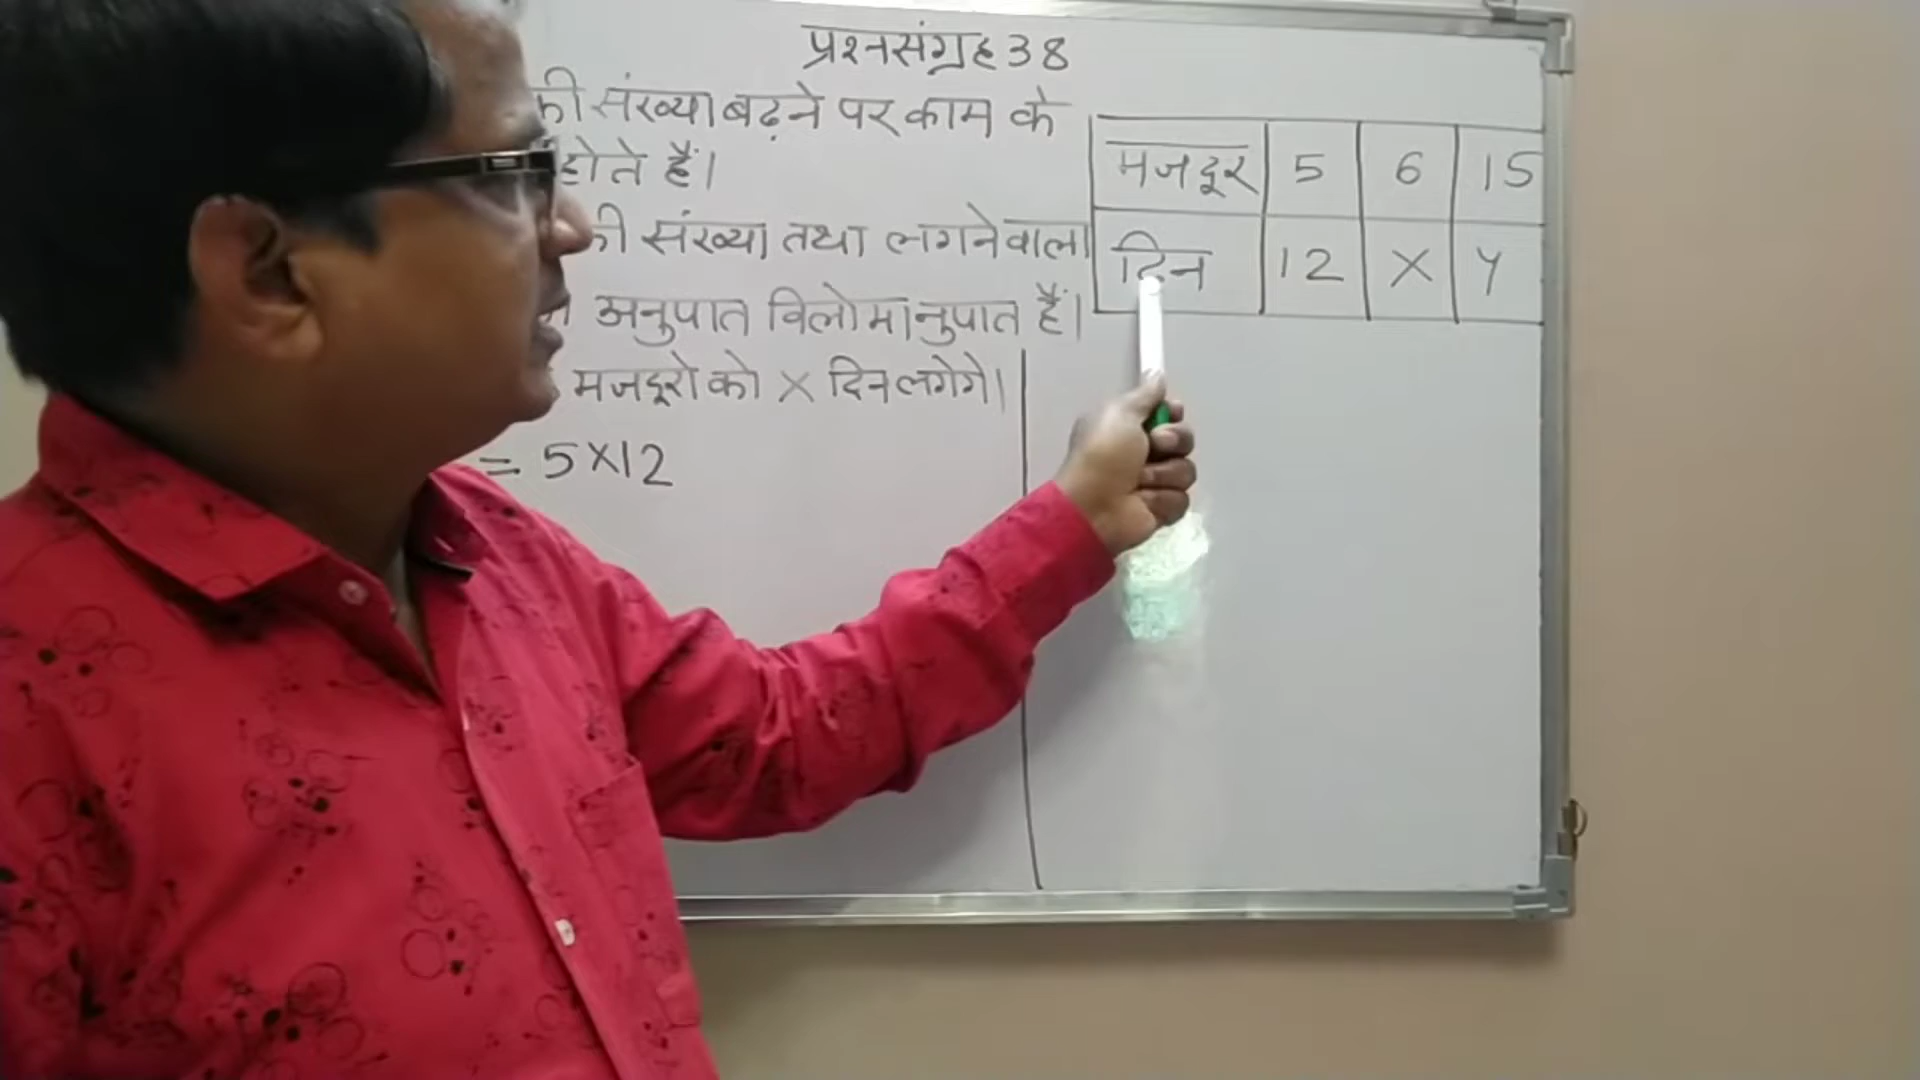 प्रश्नसंग्रह 38
की संख्या बढ़ने पर काम के
होते हैं।
की संख्या तथा लगनेवाला
अनुपात विलोमानुपात हैं।
मजदूरो को X दिन लगेगे।
= 5X12
मजदूर 5 6 15
दिन 12 X Y